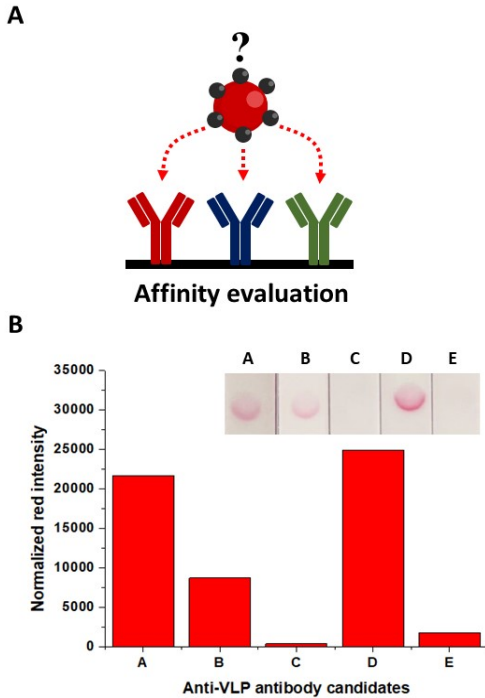 A
?
Affinity evaluation
B
A B C D E
35000
30000
25000
20000
15000
10000
5000
0
Normalized red intensity
A B C D E
Anti-VLP antibody candidates